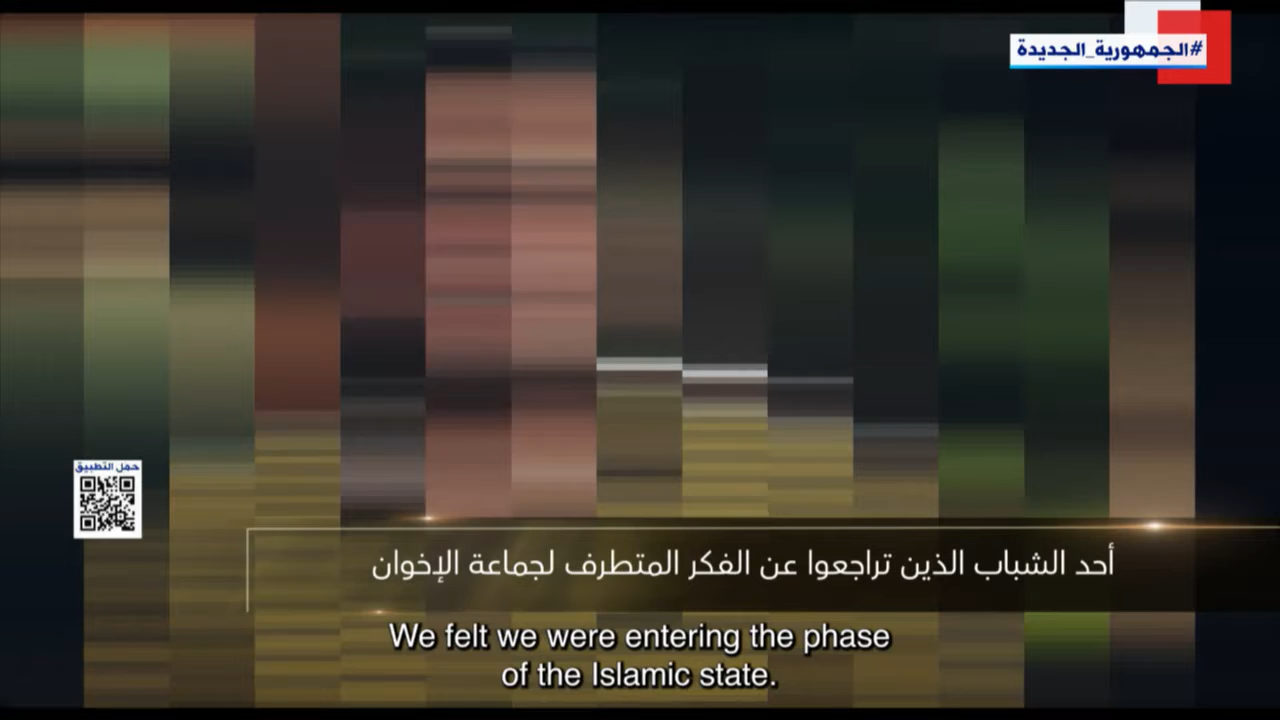 #الجمهورية_الجديدة
حمل التطبيق
أحد الشباب الذين تراجعوا عن الفكر المتطرف لجماعة الإخوان
We felt we were entering the phase
of the Islamic state.